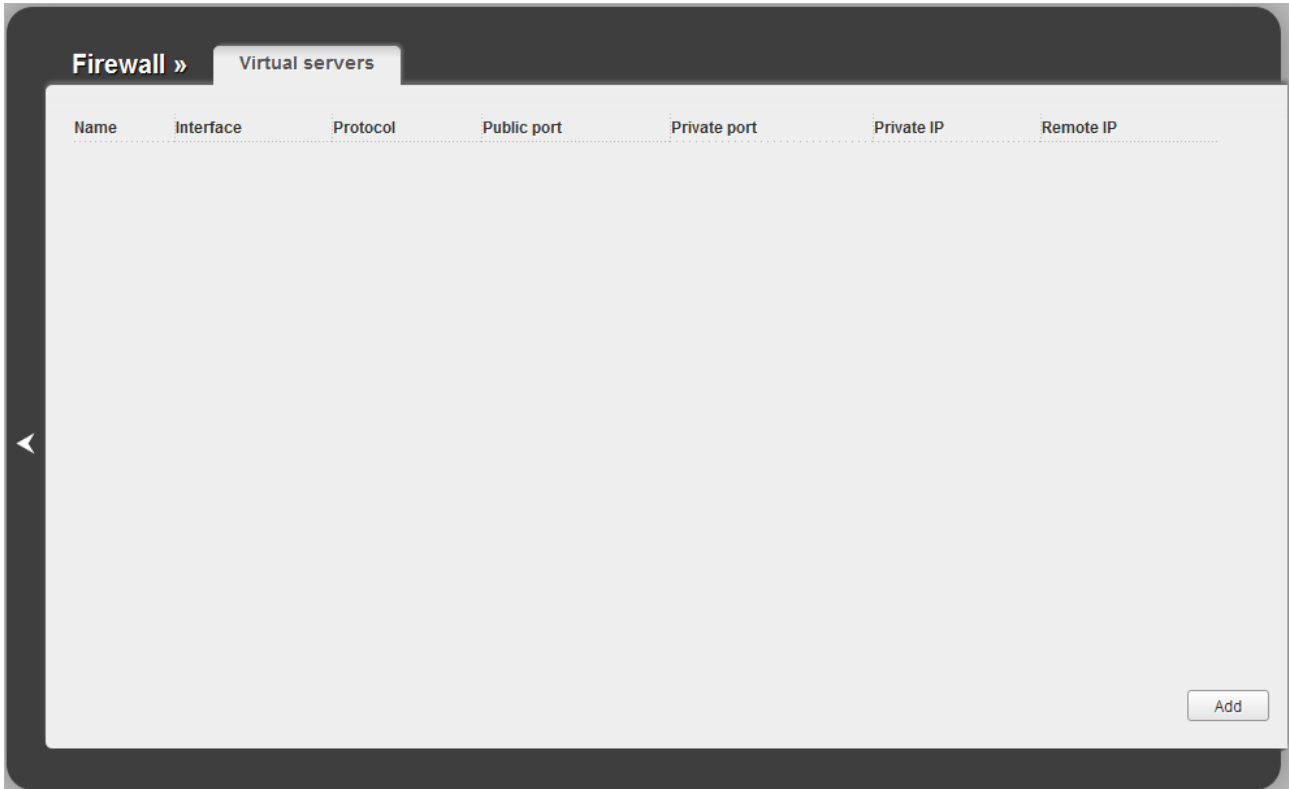 Firewall » Virtual servers
Name Interface Protocol Public port Private port Private IP Remote IP
Add